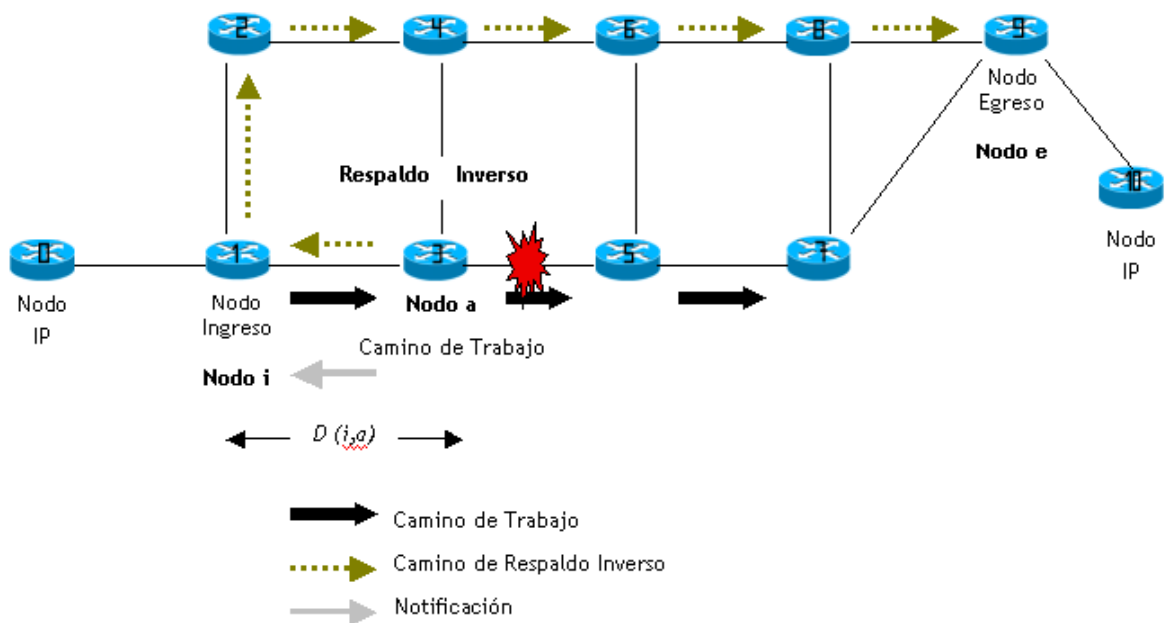 2
4
6
8
9
Nodo
Egreso
Nodo e
Respaldo Inverso
10
Nodo
IP
0
1
3
5
7
Nodo
IP
Nodo
Ingreso
Nodo a
Camino de Trabajo
Nodo i
D (i,a)
Camino de Trabajo
Camino de Respaldo Inverso
Notificación